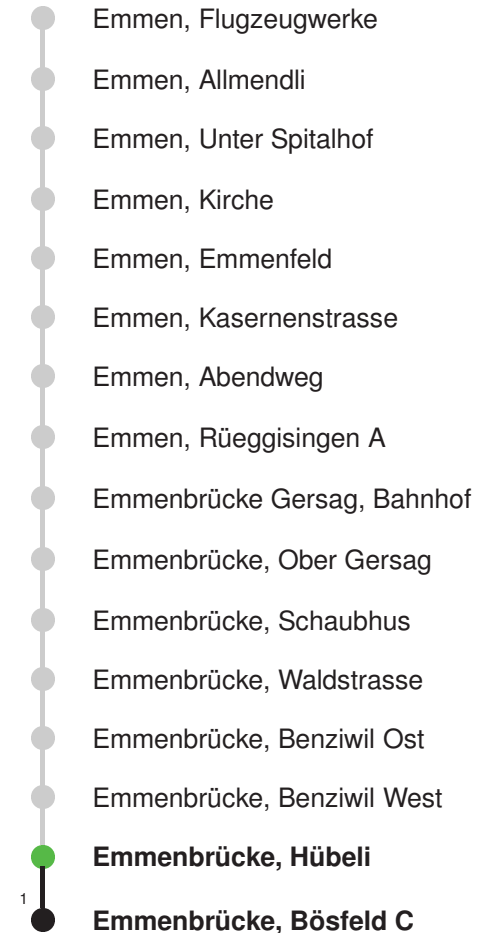 Emmen, Flugzeugwerke
Emmen, Allmendli
Emmen, Unter Spitalhof
Emmen, Kirche
Emmen, Emmenfeld
Emmen, Kasernenstrasse
Emmen, Abendweg
Emmen, Rüeggisingen A
Emmenbrücke Gersag, Bahnhof
Emmenbrücke, Ober Gersag
Emmenbrücke, Schaubhus
Emmenbrücke, Waldstrasse
Emmenbrücke, Benziwil Ost
Emmenbrücke, Benziwil West
Emmenbrücke, Hübeli
1
Emmenbrücke, Bösfeld C